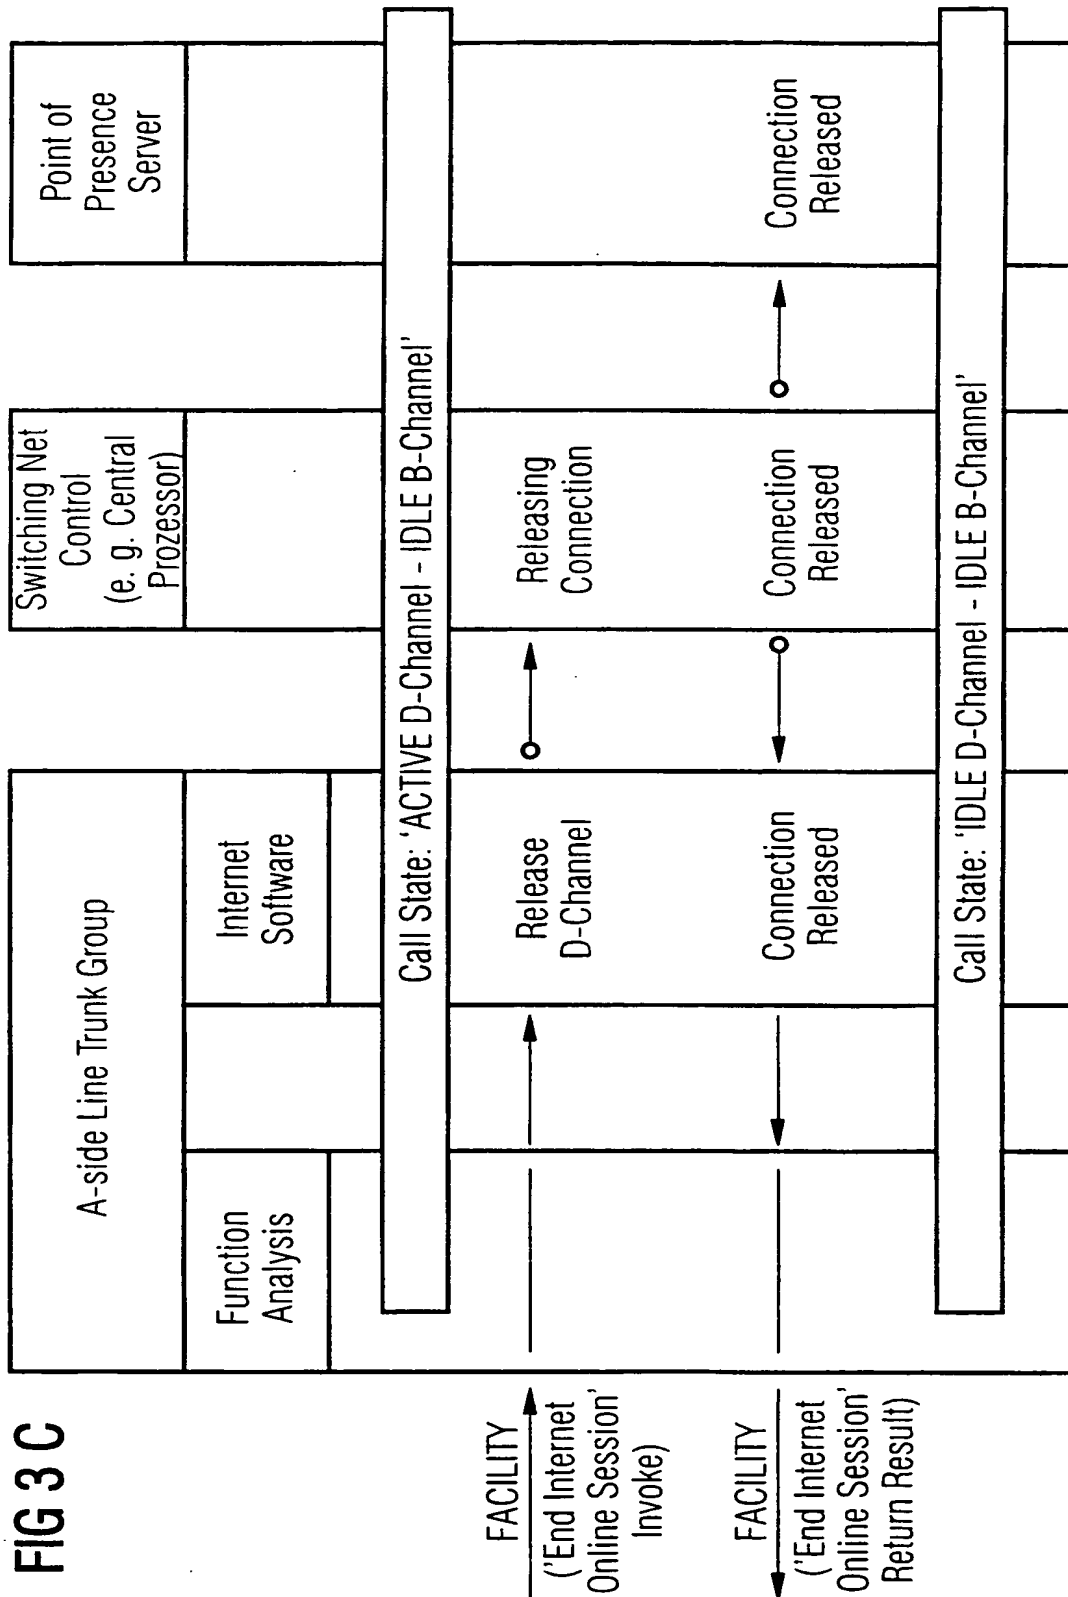 FIG 3 C
A-side Line Trunk Group
Switching Net
Control
(e. g. Central
Prozessor)
Point of
Presence
Server
Function
Analysis
Internet
Software
Call State: ‘ACTIVE D-Channel - IDLE B-Channel’
FACILITY
(’End Internet
Online Session’
Invoke)
Release
D-Channel
Releasing
Connection
FACILITY
(’End Internet
Online Session’
Return Result)
Connection
Released
Connection
Released
Connection
Released
Call State: ‘IDLE D-Channel - IDLE B-Channel’